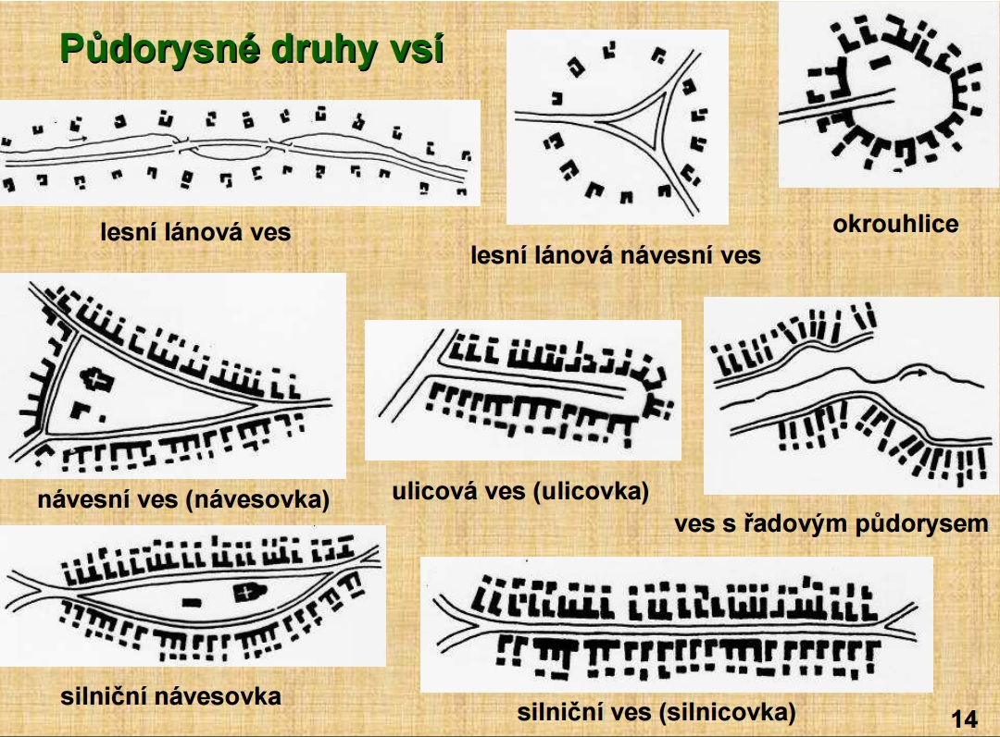 Půdorysné druhy vsí
lesní lánová ves
lesní lánová návesní ves
okrouhlice
návesní ves (návesovka)
ulicová ves (ulicovka)
ves s řadovým půdorysem
silniční návesovka
silniční ves (silnicovka)
14